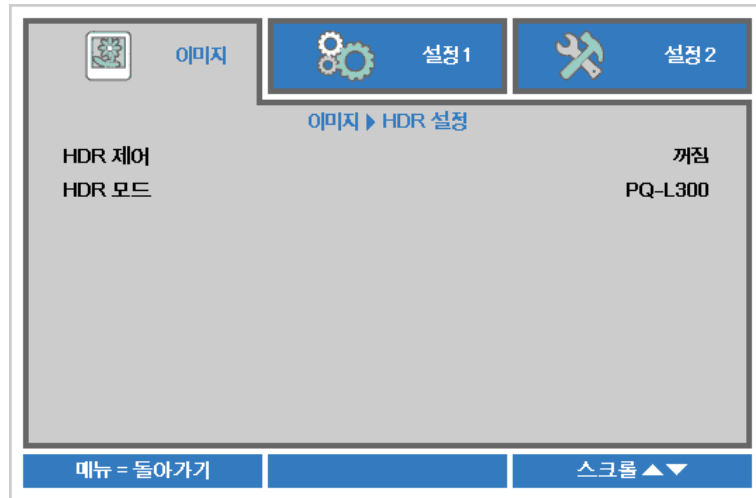 이미지
설정 1
설정 2
이미지 ▶ HDR 설정
HDR 제어 꺼짐
HDR 모드 PQ-L300
메뉴 = 돌아가기
스크롤 ▲▼